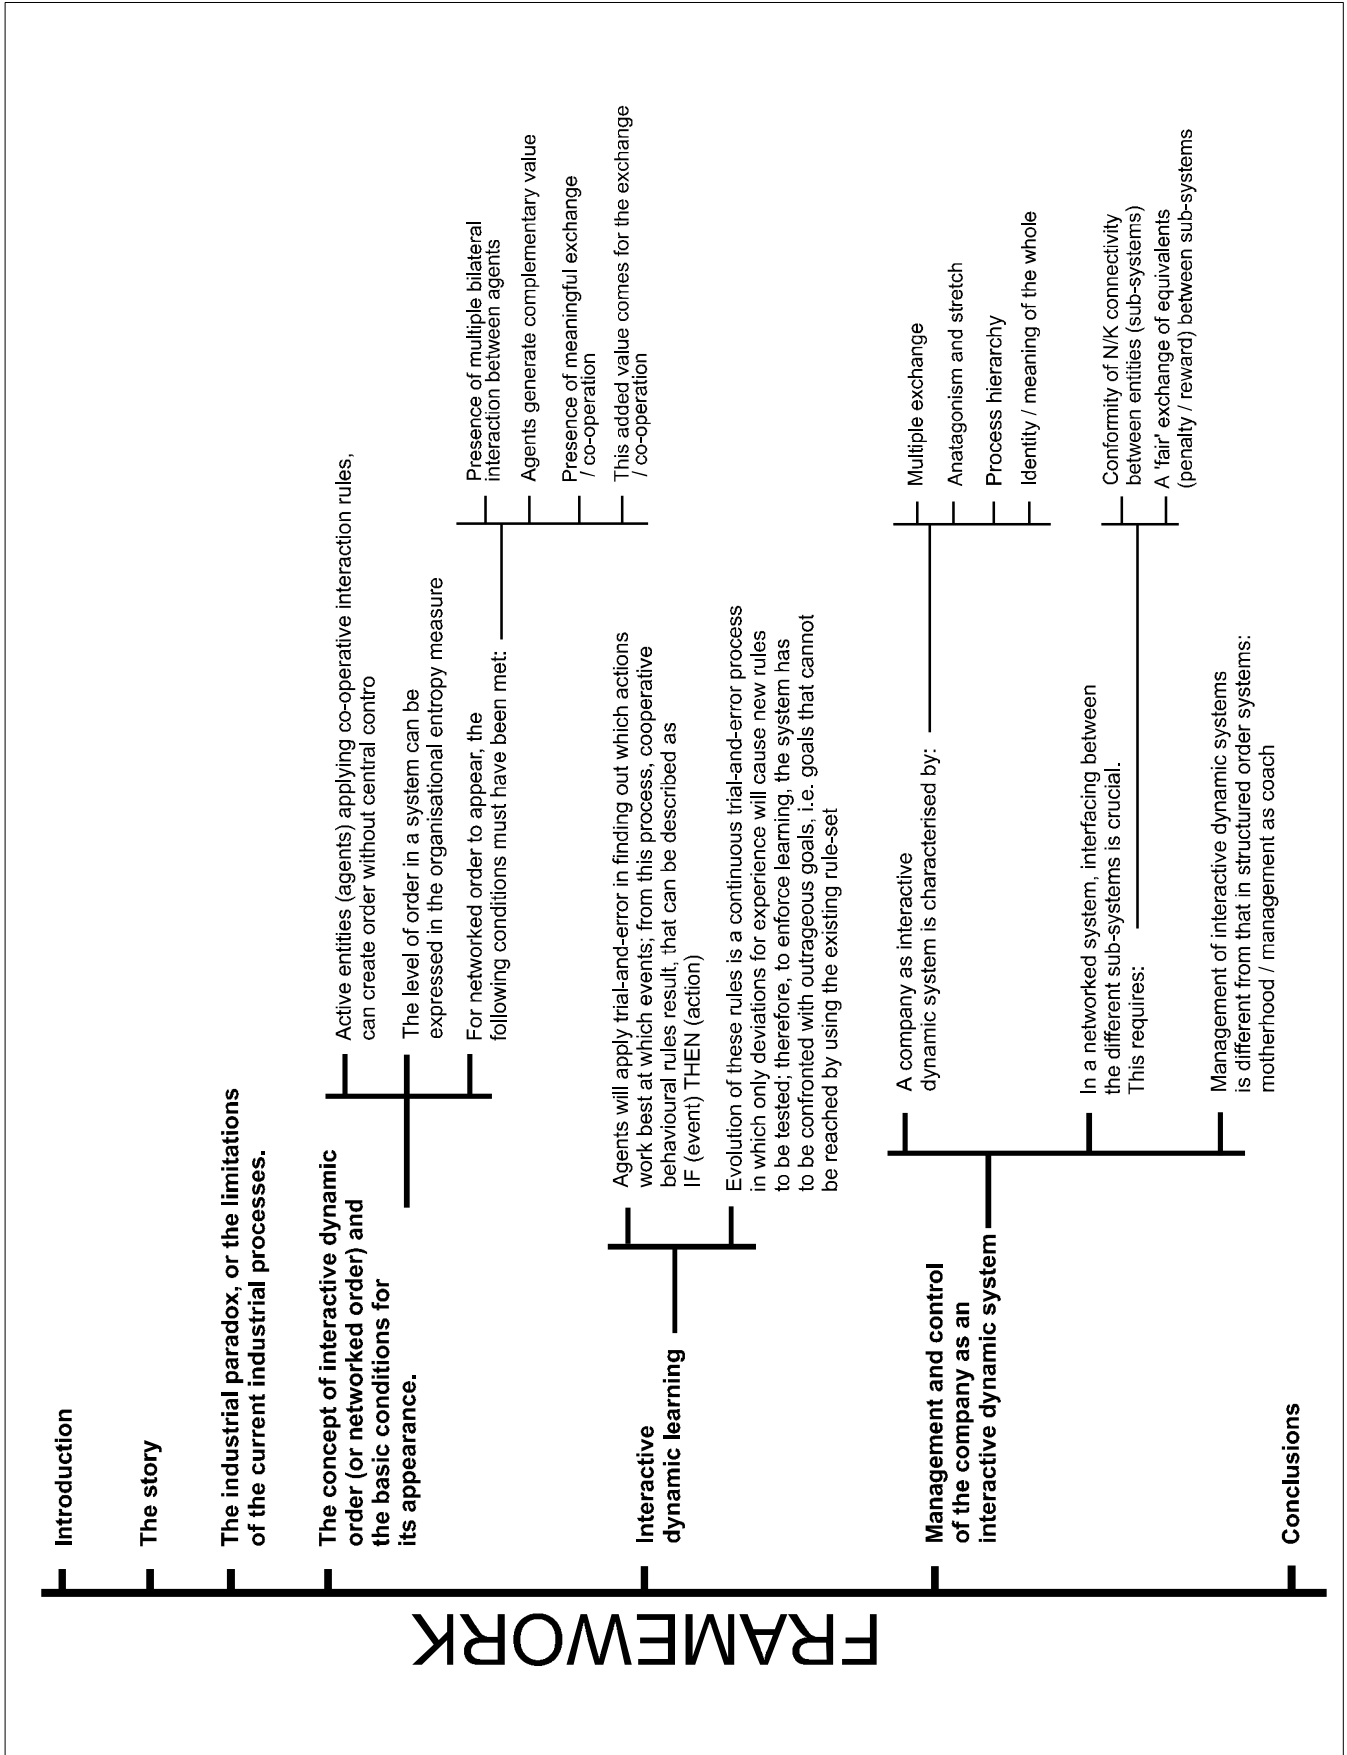 FRAMEWORK
Introduction
The story
The industrial paradox, or the limitations
of the current industrial processes.
The concept of interactive dynamic
order (or networked order) and
the basic conditions for
its appearance.
Active entities (agents) applying co-operative interaction rules,
can create order without central contro
The level of order in a system can be
expressed in the organisational entropy measure
For networked order to appear, the
following conditions must have been met:
Presence of multiple bilateral
interaction between agents
Agents generate complementary value
Presence of meaningful exchange
/ co-operation
This added value comes for the exchange
/ co-operation
Interactive
dynamic learning
Agents will apply trial-and-error in finding out which actions
work best at which events; from this process, cooperative
behavioural rules result, that can be described as
IF (event) THEN (action)
Evolution of these rules is a continuous trial-and-error process
in which only deviations for experience will cause new rules
to be tested; therefore, to enforce learning, the system has
to be confronted with outrageous goals, i.e. goals that cannot
be reached by using the existing rule-set
Management and control
of the company as an
interactive dynamic system
A company as interactive
dynamic system is characterised by:
Multiple exchange
Anatagonism and stretch
Process hierarchy
Identity / meaning of the whole
In a networked system, interfacing between
the different sub-systems is crucial.
This requires:
Conformity of N/K connectivity
between entities (sub-systems)
A 'fair' exchange of equivalents
(penalty / reward) between sub-systems
Management of interactive dynamic systems
is different from that in structured order systems:
motherhood / management as coach
Conclusions